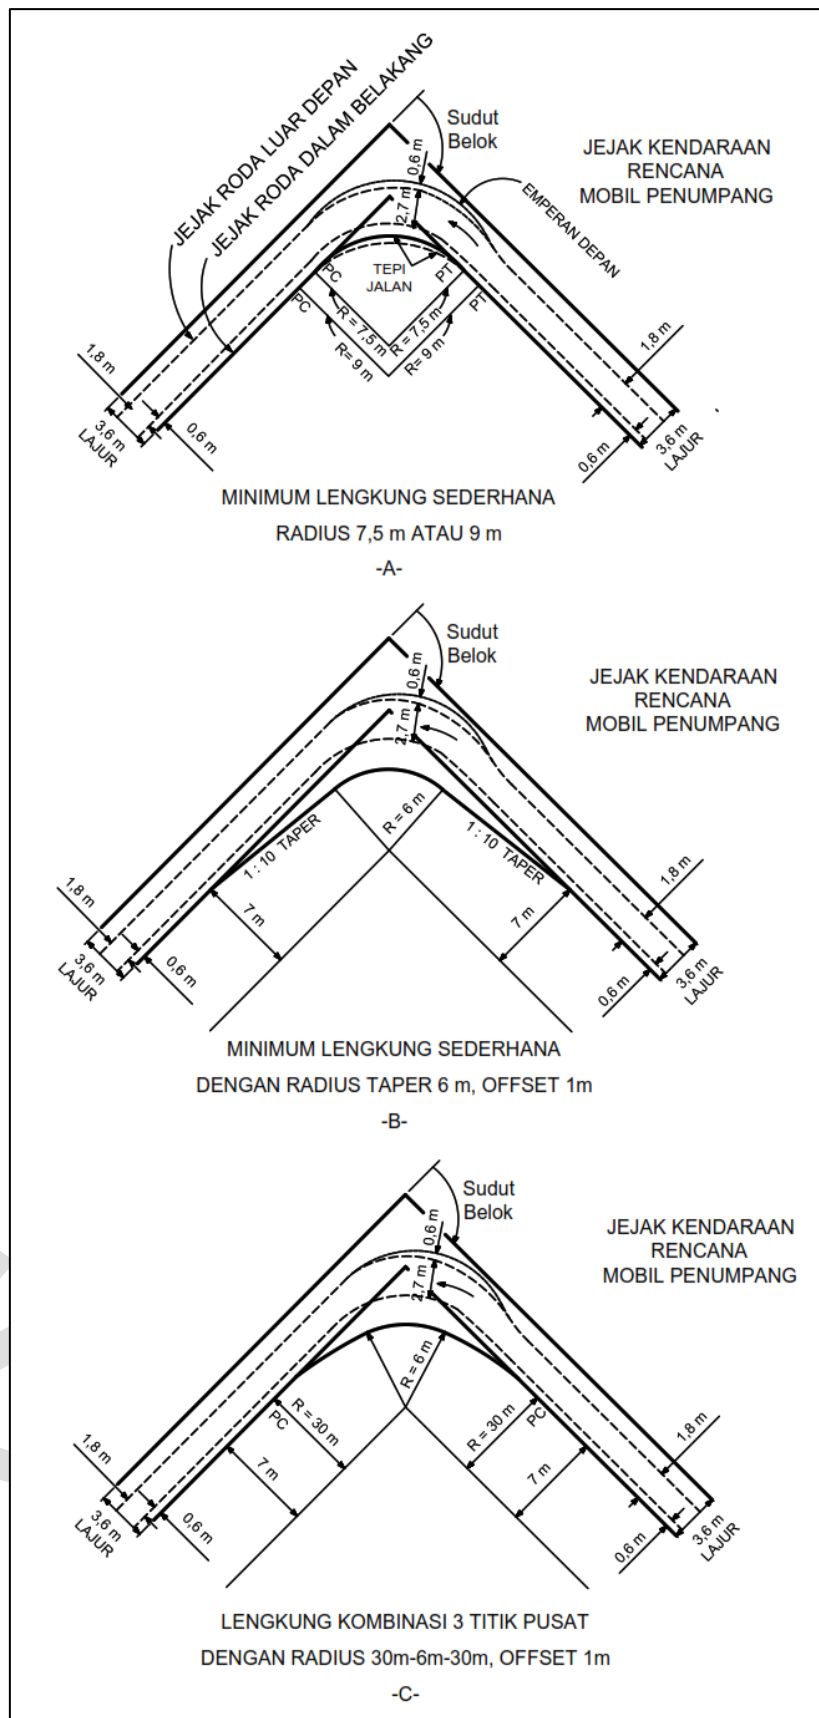 JEJAK RODA LUAR DEPAN
JEJAK RODA DALAM BELAKANG
Sudut
Belok
JEJAK KENDARAAN
RENCANA
MOBIL PENUMPANG
0,6 m
2,7 m
EMPERAN DEPAN
TEPI
JALAN
PC
PT
PC
PT
R = 7,5 m
R = 7,5 m
R= 9 m
R= 9 m
1,8 m
1,8 m
3,6 m
LAJUR
0,6 m
0,6 m
3,6 m
LAJUR
MINIMUM LENGKUNG SEDERHANA
RADIUS 7,5 m ATAU 9 m
-A-
Sudut
Belok
JEJAK KENDARAAN
RENCANA
MOBIL PENUMPANG
0,6 m
2,7 m
R = 6 m
1 : 10 TAPER
1 : 10 TAPER
1,8 m
1,8 m
7 m
7 m
3,6 m
LAJUR
0,6 m
0,6 m
3,6 m
LAJUR
MINIMUM LENGKUNG SEDERHANA
DENGAN RADIUS TAPER 6 m, OFFSET 1m
-B-
Sudut
Belok
JEJAK KENDARAAN
RENCANA
MOBIL PENUMPANG
0,6 m
2,7 m
R = 6 m
PC
R = 30 m
R = 30 m
PC
1,8 m
1,8 m
7 m
7 m
3,6 m
LAJUR
0,6 m
0,6 m
3,6 m
LAJUR
LENGKUNG KOMBINASI 3 TITIK PUSAT
DENGAN RADIUS 30m-6m-30m, OFFSET 1m
-C-